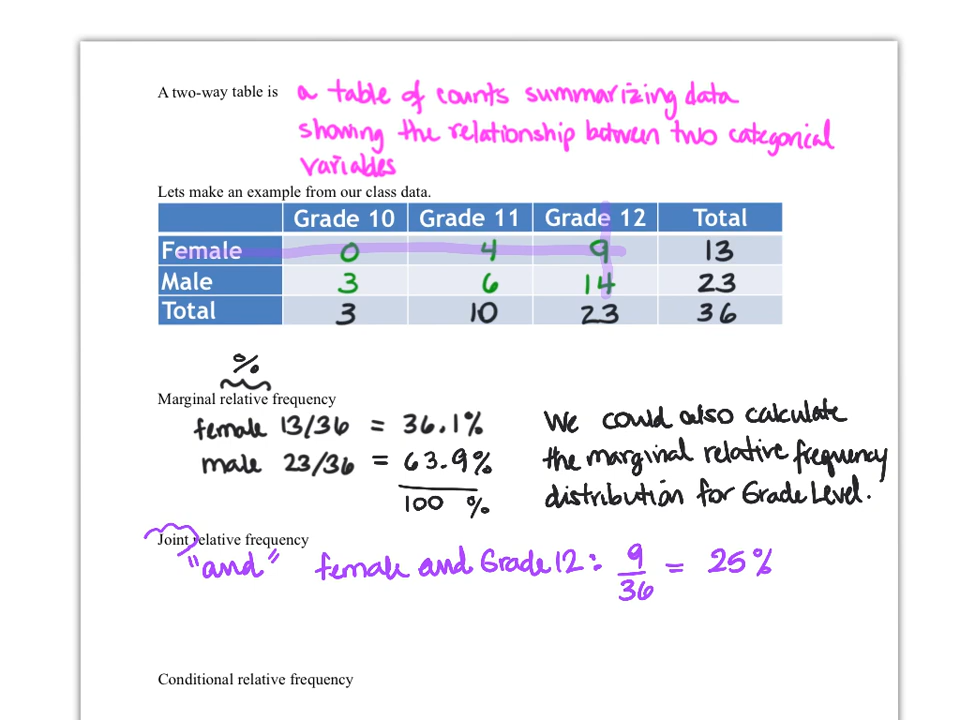 A two-way table is a table of counts summarizing data
showing the relationship between two categorical
variables
Lets make an example from our class data.
Grade 10 Grade 11 Grade 12 Total
Female 0 4 9 13
Male 3 6 14 23
Total 3 10 23 36
%
Marginal relative frequency
female 13/36 = 36.1%
male 23/36 = 63.9%
100 %
We could also calculate
the marginal relative frequency
distribution for Grade Level.
Joint relative frequency
"and" female and Grade 12: 9/36 = 25%
Conditional relative frequency